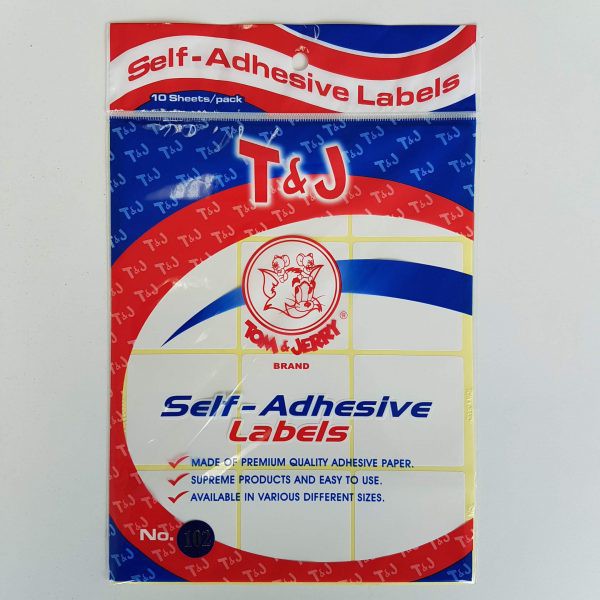 Self-Adhesive Labels
10 Sheets/pack
T&J
TOM & JERRY ®
BRAND
Self-Adhesive
Labels
MADE OF PREMIUM QUALITY ADHESIVE PAPER.
SUPREME PRODUCTS AND EASY TO USE.
AVAILABLE IN VARIOUS DIFFERENT SIZES.
No. 102